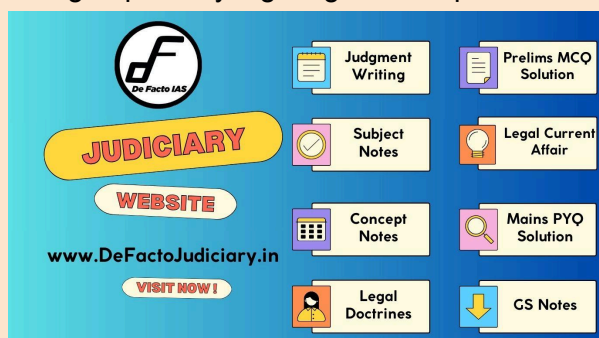 De Facto IAS
JUDICIARY
WEBSITE
www.DeFactoJudiciary.in
VISIT NOW!
Judgment
Writing
Prelims MCQ
Solution
Subject
Notes
Legal Current
Affair
Concept
Notes
Mains PYQ
Solution
Legal
Doctrines
GS Notes